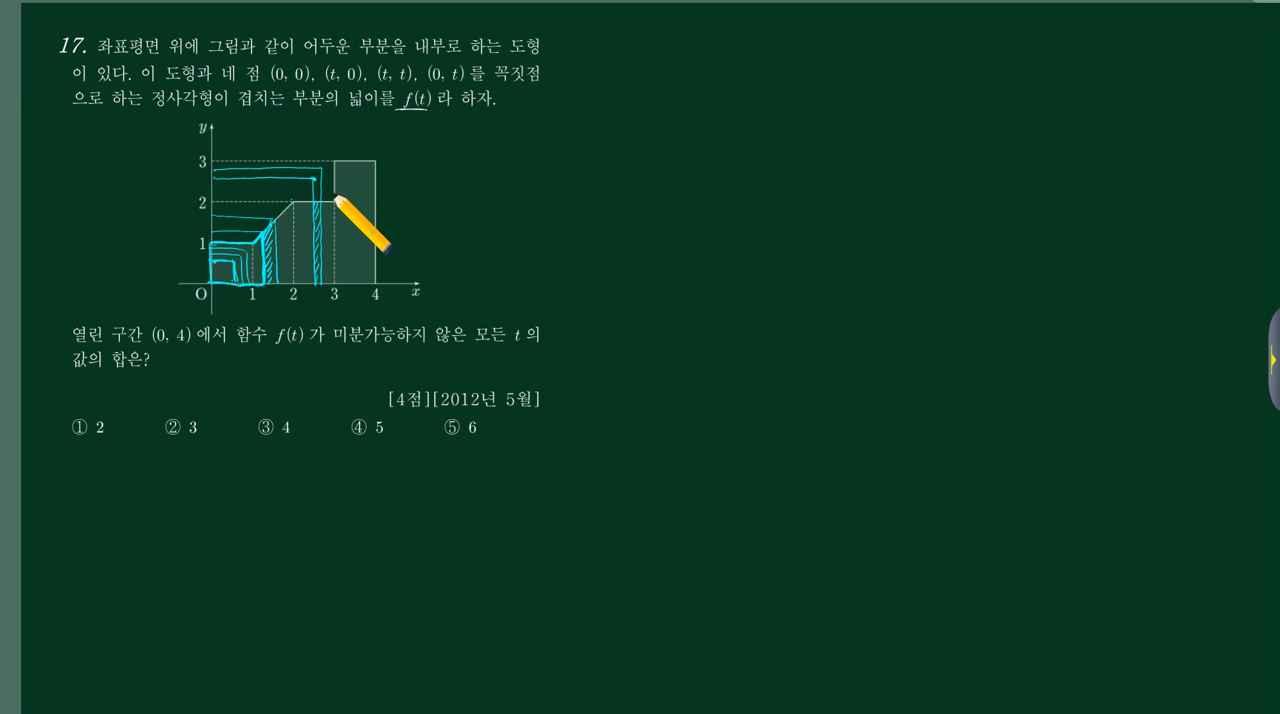 17. 좌표평면 위에 그림과 같이 어두운 부분을 내부로 하는 도형
이 있다. 이 도형과 네 점 (0, 0), (t, 0), (t, t), (0, t)를 꼭짓점
으로 하는 정사각형이 겹치는 부분의 넓이를 f(t)라 하자.
y
3
2
1
O 1 2 3 4 x
열린 구간 (0, 4)에서 함수 f(t)가 미분가능하지 않은 모든 t의
값의 합은?
[4점][2012년 5월]
① 2 ② 3 ③ 4 ④ 5 ⑤ 6